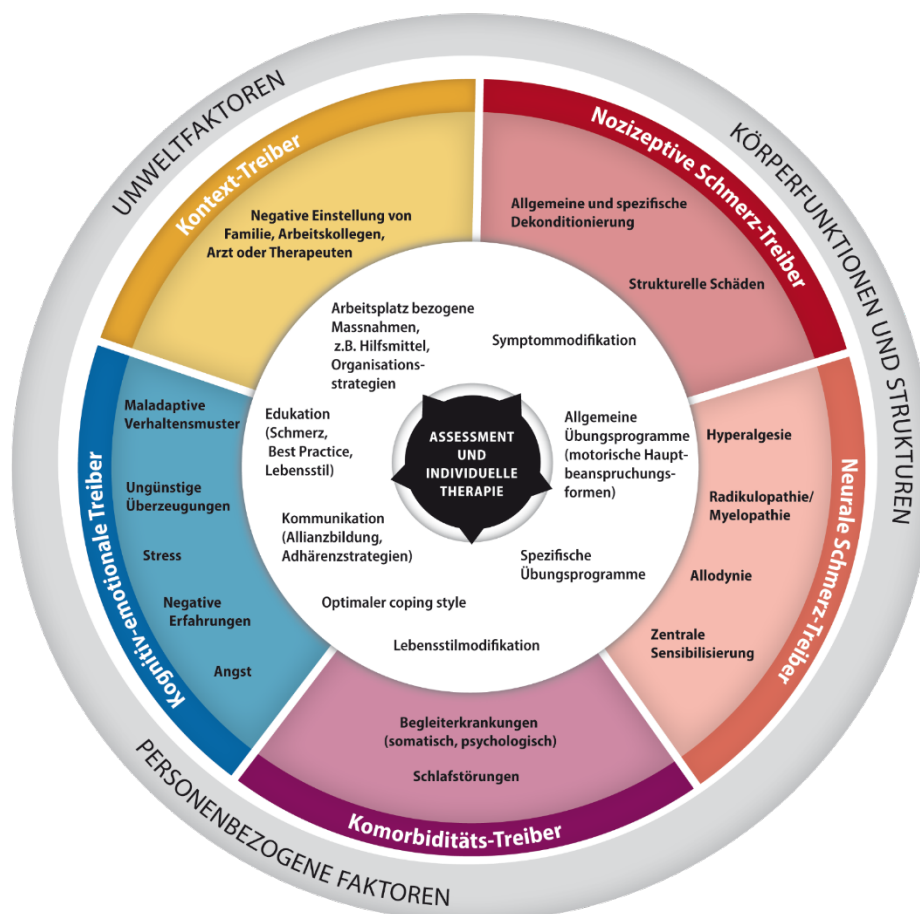 UMWELTFAKTOREN
KÖRPERFUNKTIONEN UND STRUKTUREN
PERSONENBEZOGENE FAKTOREN
Kontext-Treiber
Negative Einstellung von
Familie, Arbeitskollegen,
Arzt oder Therapeuten
Nozizeptive Schmerz-Treiber
Allgemeine und spezifische
Dekonditionierung
Strukturelle Schäden
Neurale Schmerz-Treiber
Hyperalgesie
Radikulopathie/
Myelopathie
Allodynie
Zentrale
Sensibilisierung
Komorbiditäts-Treiber
Begleiterkrankungen
(somatisch, psychologisch)
Schlafstörungen
Kognitiv-emotionale Treiber
Maladaptive
Verhaltensmuster
Ungünstige
Überzeugungen
Stress
Negative
Erfahrungen
Angst
Arbeitsplatz bezogene
Massnahmen,
z.B. Hilfsmittel,
Organisations-
strategien
Symptommodifikation
Edukation
(Schmerz,
Best Practice,
Lebensstil)
Allgemeine
Übungsprogramme
(motorische Haupt-
beanspruchungs-
formen)
Kommunikation
(Allianzbildung,
Adhärenzstrategien)
Spezifische
Übungsprogramme
Optimaler coping style
Lebensstilmodifikation
ASSESSMENT
UND
INDIVIDUELLE
THERAPIE